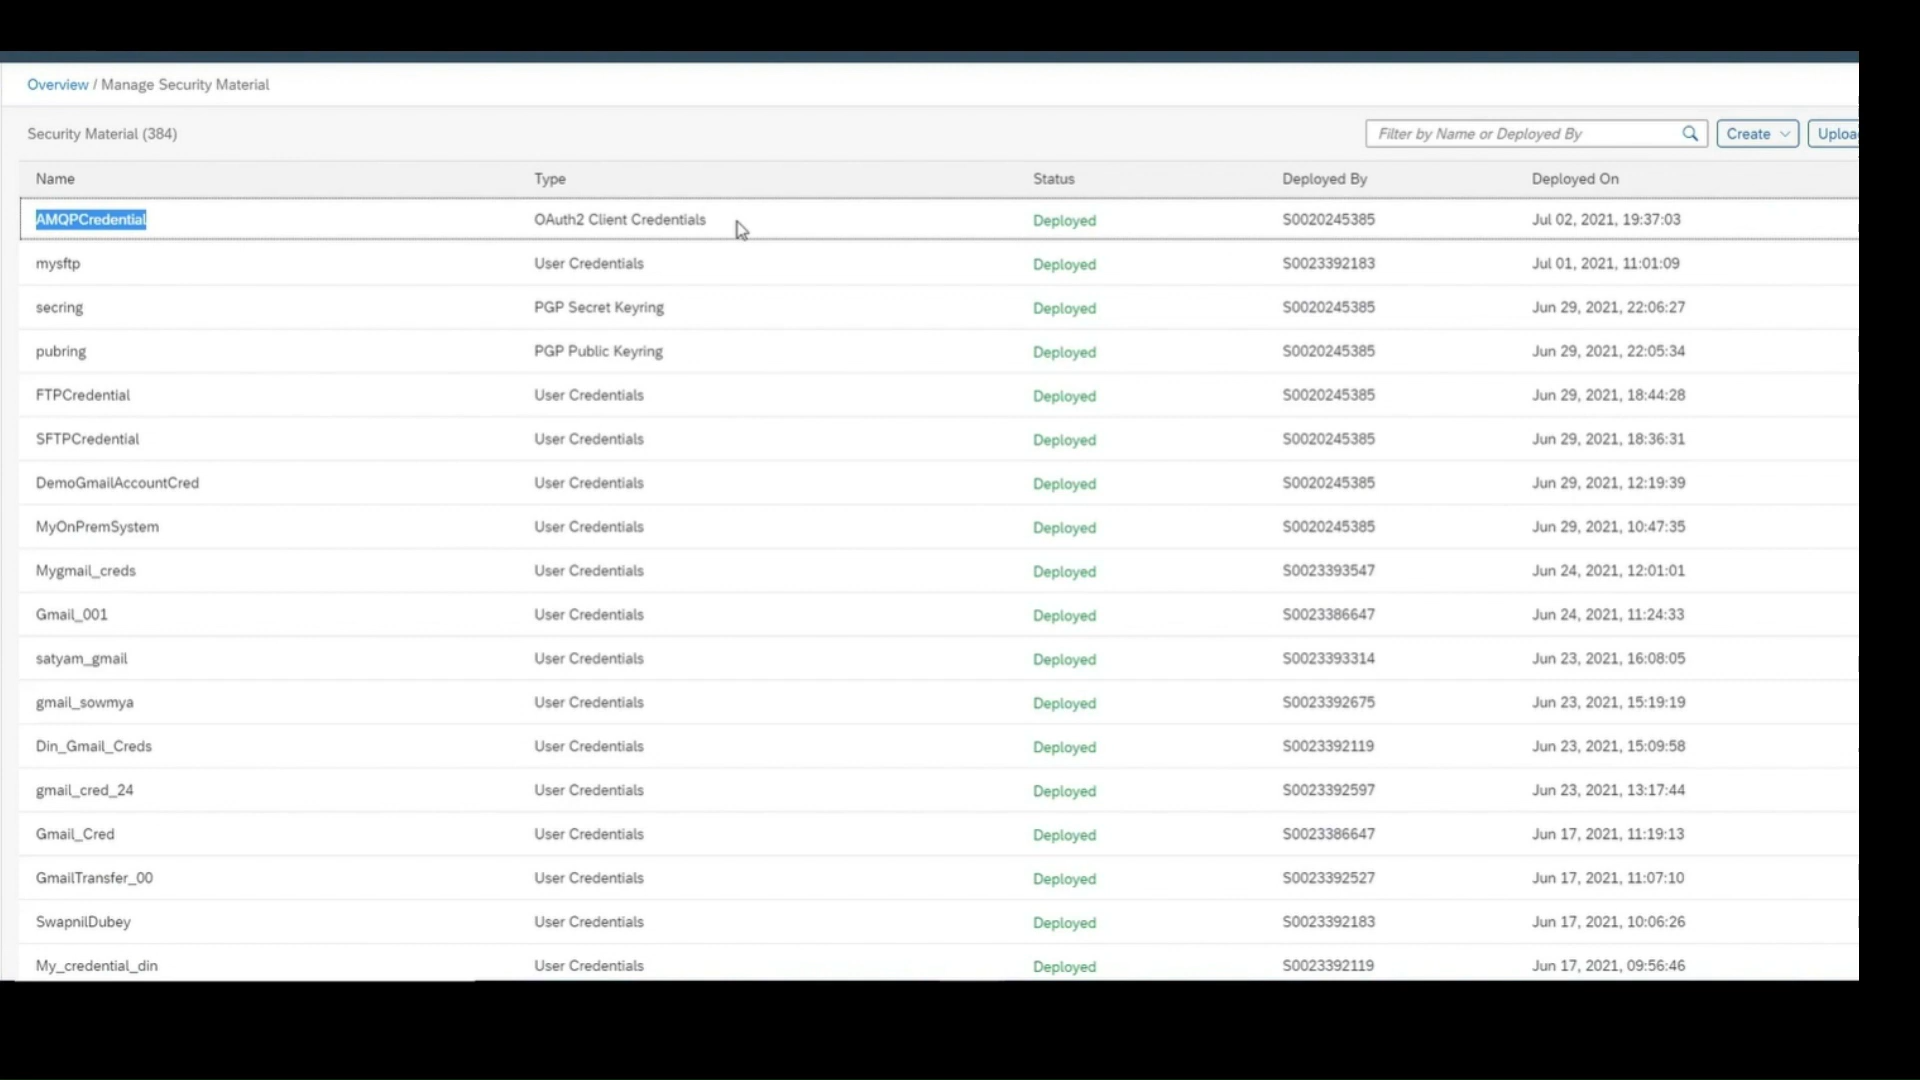 Overview / Manage Security Material
Security Material (384)
Filter by Name or Deployed By
Create
Name Type Status Deployed By Deployed On
AMQPCredential OAuth2 Client Credentials Deployed S0020245385 Jul 02, 2021, 19:37:03
mysftp User Credentials Deployed S0023392183 Jul 01, 2021, 11:01:09
secring PGP Secret Keyring Deployed S0020245385 Jun 29, 2021, 22:06:27
pubring PGP Public Keyring Deployed S0020245385 Jun 29, 2021, 22:05:34
FTPCredential User Credentials Deployed S0020245385 Jun 29, 2021, 18:44:28
SFTPCredential User Credentials Deployed S0020245385 Jun 29, 2021, 18:36:31
DemoGmailAccountCred User Credentials Deployed S0020245385 Jun 29, 2021, 12:19:39
MyOnPremSystem User Credentials Deployed S0020245385 Jun 29, 2021, 10:47:35
Mygmail_creds User Credentials Deployed S0023393547 Jun 24, 2021, 12:01:01
Gmail_001 User Credentials Deployed S0023386647 Jun 24, 2021, 11:24:33
satyam_gmail User Credentials Deployed S0023393314 Jun 23, 2021, 16:08:05
gmail_sowmya User Credentials Deployed S0023392675 Jun 23, 2021, 15:19:19
Din_Gmail_Creds User Credentials Deployed S0023392119 Jun 23, 2021, 15:09:58
gmail_cred_24 User Credentials Deployed S0023392597 Jun 23, 2021, 13:17:44
Gmail_Cred User Credentials Deployed S0023386647 Jun 17, 2021, 11:19:13
GmailTransfer_00 User Credentials Deployed S0023392527 Jun 17, 2021, 11:07:10
SwapnilDubey User Credentials Deployed S0023392183 Jun 17, 2021, 10:06:26
My_credential_din User Credentials Deployed S0023392119 Jun 17, 2021, 09:56:46